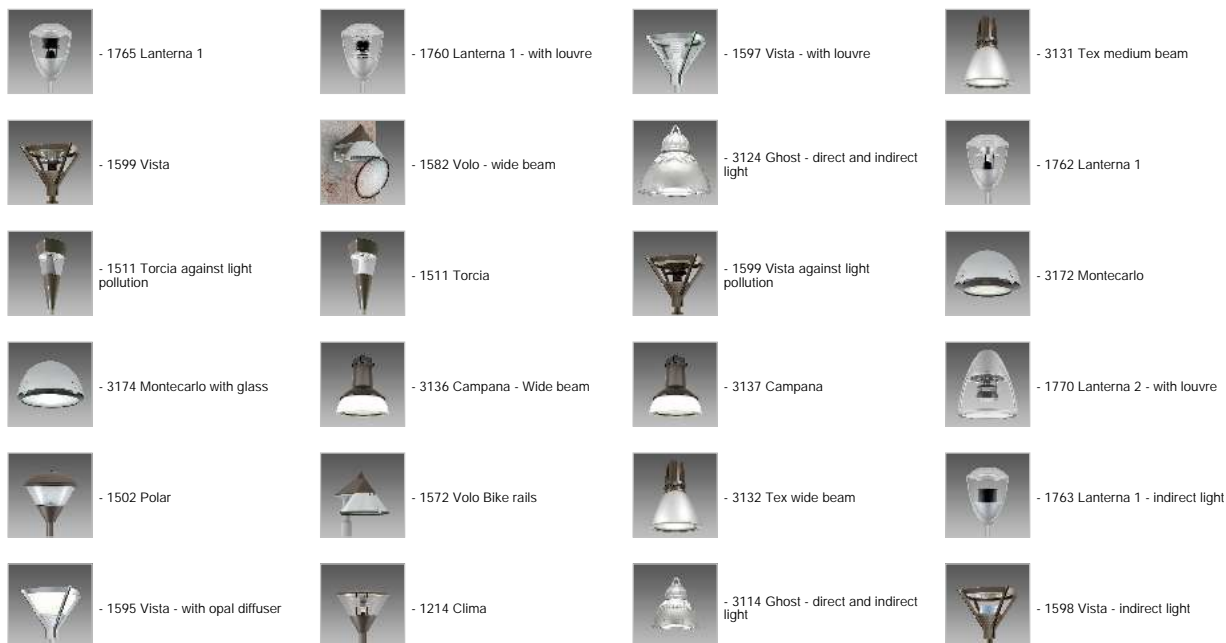 - 1765 Lanterna 1
- 1760 Lanterna 1 - with louvre
- 1597 Vista - with louvre
- 3131 Tex medium beam
- 1599 Vista
- 1582 Volo - wide beam
- 3124 Ghost - direct and indirect
light
- 1762 Lanterna 1
- 1511 Torcia against light
pollution
- 1511 Torcia
- 1599 Vista against light
pollution
- 3172 Montecarlo
- 3174 Montecarlo with glass
- 3136 Campana - Wide beam
- 3137 Campana
- 1770 Lanterna 2 - with louvre
- 1502 Polar
- 1572 Volo Bike rails
- 3132 Tex wide beam
- 1763 Lanterna 1 - indirect light
- 1595 Vista - with opal diffuser
- 1214 Clima
- 3114 Ghost - direct and indirect
light
- 1598 Vista - indirect light